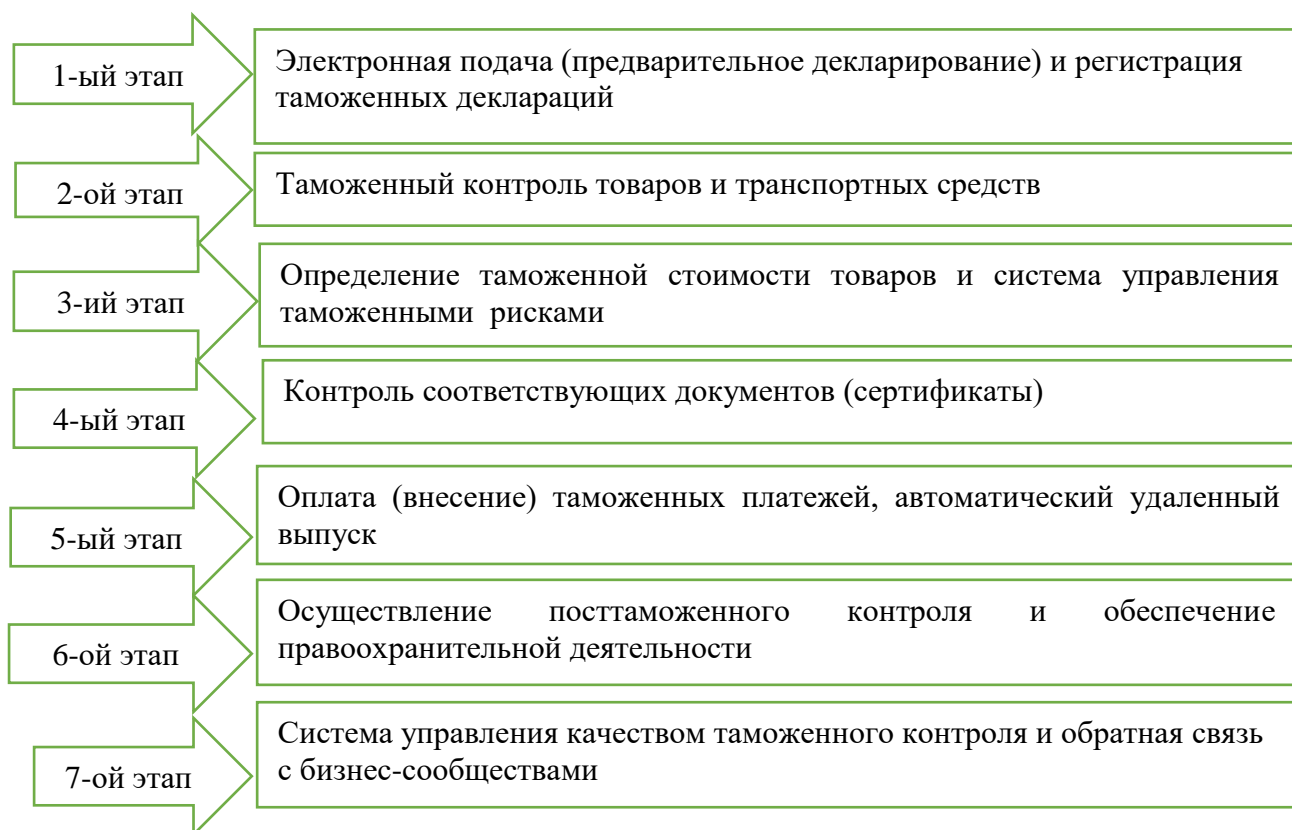 1-ый этап
Электронная подача (предварительное декларирование) и регистрация
таможенных деклараций
2-ой этап
Таможенный контроль товаров и транспортных средств
3-ий этап
Определение таможенной стоимости товаров и система управления
таможенными рисками
4-ый этап
Контроль соответствующих документов (сертификаты)
5-ый этап
Оплата (внесение) таможенных платежей, автоматический удаленный
выпуск
6-ой этап
Осуществление посттаможенного контроля и обеспечение
правоохранительной деятельности
7-ой этап
Система управления качеством таможенного контроля и обратная связь
с бизнес-сообществами